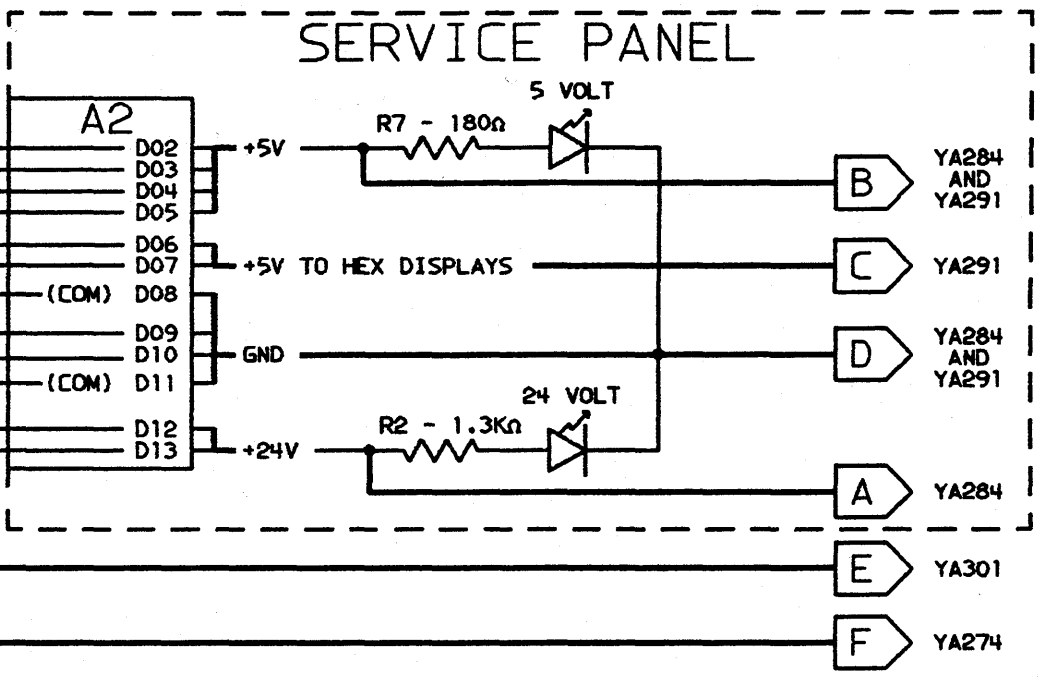 SERVICE PANEL
5 VOLT
A2
R7 - 180Ω
D02
+5V
D03
D04
D05
B
YA284
AND
YA291
D06
D07
+5V TO HEX DISPLAYS
C
YA291
(COM) D08
D09
D10
GND
D
YA284
AND
YA291
(COM) D11
24 VOLT
R2 - 1.3KΩ
D12
D13
+24V
A
YA284
E
YA301
F
YA274